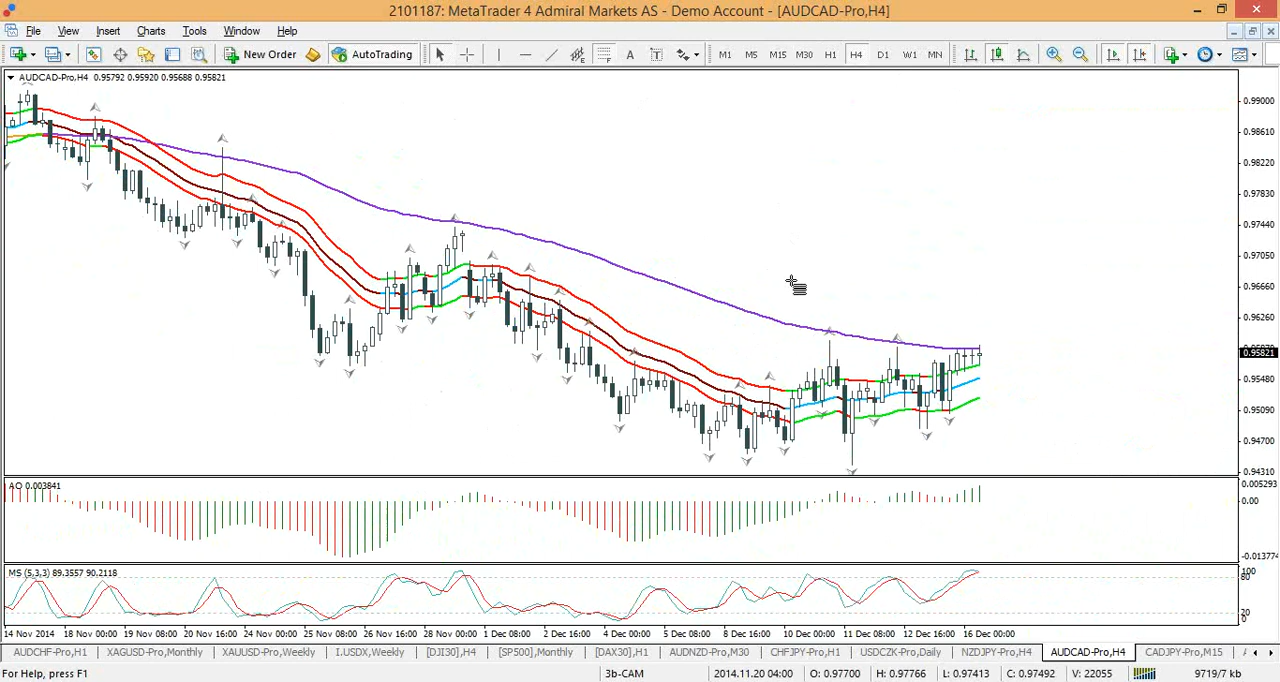 2101187: MetaTrader 4 Admiral Markets AS - Demo Account - [AUDCAD-Pro,H4]
File View Insert Charts Tools Window Help
New Order AutoTrading A T M1 M5 M15 M30 H1 H4 D1 W1 MN
AUDCAD-Pro,H4 0.95792 0.95920 0.95688 0.95821
0.99000
0.98610
0.98220
0.97830
0.97440
0.97050
0.96660
0.96260
0.95821
0.95480
0.95090
0.94700
0.94310
AO 0.003841
0.005293
0.00
-0.013774
MS (5,3,3) 89.3557 90.2118
100
80
20
0
14 Nov 2014 18 Nov 00:00 19 Nov 08:00 20 Nov 16:00 24 Nov 00:00 25 Nov 08:00 26 Nov 16:00 28 Nov 00:00 1 Dec 08:00 2 Dec 16:00 4 Dec 00:00 5 Dec 08:00 8 Dec 16:00 10 Dec 00:00 11 Dec 08:00 12 Dec 16:00 16 Dec 00:00
AUDCHF-Pro,H1 XAGUSD-Pro,Monthly XAUUSD-Pro,Weekly I.USDX,Weekly [DJI30],H4 [SP500],Monthly [DAX30],H1 AUDNZD-Pro,M30 CHFJPY-Pro,H1 USDCZK-Pro,Daily NZDJPY-Pro,H4 AUDCAD-Pro,H4 CADJPY-Pro,M15
For Help, press F1 3b-CAM 2014.11.20 04:00 O: 0.97700 H: 0.97766 L: 0.97413 C: 0.97492 V: 22055 9719/7 kb